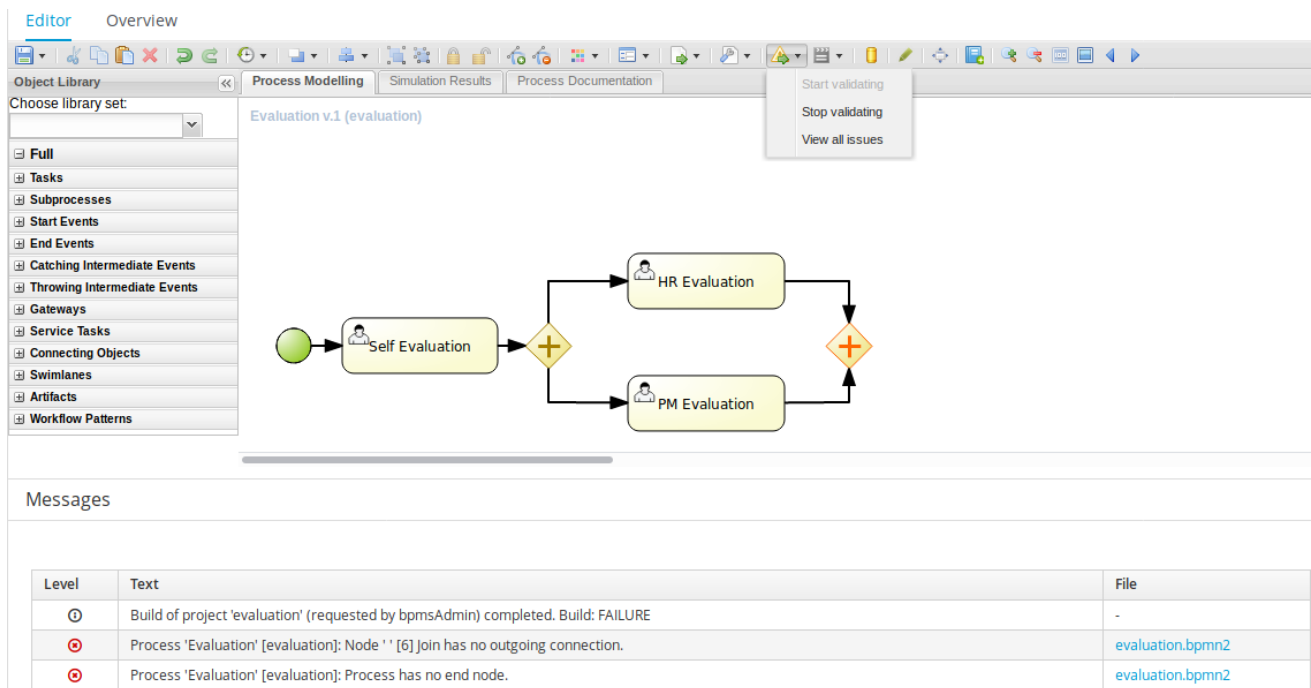 Editor Overview
Object Library
Process Modelling Simulation Results Process Documentation
Start validating
Stop validating
View all issues
Choose library set:
Evaluation v.1 (evaluation)
Full
Tasks
Subprocesses
Start Events
End Events
Catching Intermediate Events
Throwing Intermediate Events
Gateways
Service Tasks
Connecting Objects
Swimlanes
Artifacts
Workflow Patterns
HR Evaluation
Self Evaluation
PM Evaluation
Messages
Level Text File
Build of project 'evaluation' (requested by bpmsAdmin) completed. Build: FAILURE -
Process 'Evaluation' [evaluation]: Node ' ' [6] Join has no outgoing connection. evaluation.bpmn2
Process 'Evaluation' [evaluation]: Process has no end node. evaluation.bpmn2